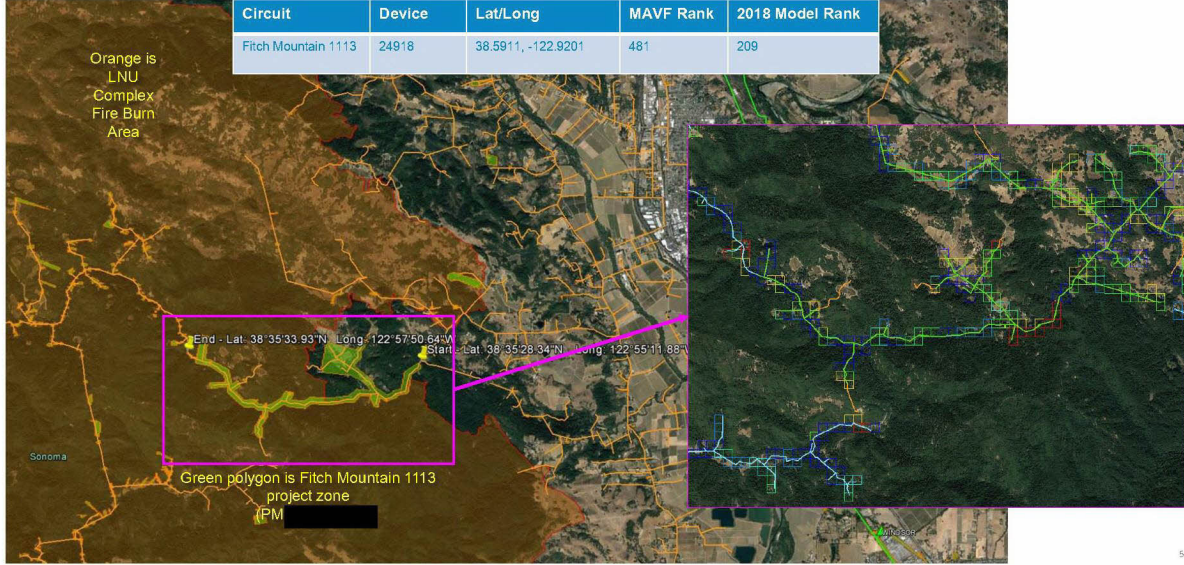 Circuit Device Lat/Long MAVF Rank 2018 Model Rank
Fitch Mountain 1113 24918 38.5911, -122.9201 481 209
Orange is
LNU
Complex
Fire Burn
Area
End - Lat: 38°35'33.93"N, Long: 122°57'50.64"W
Start - Lat: 38°35'28.34"N, Long: 122°55'11.88"W
Sonoma
Green polygon is Fitch Mountain 1113
project zone
(PM
WINDSOR
5